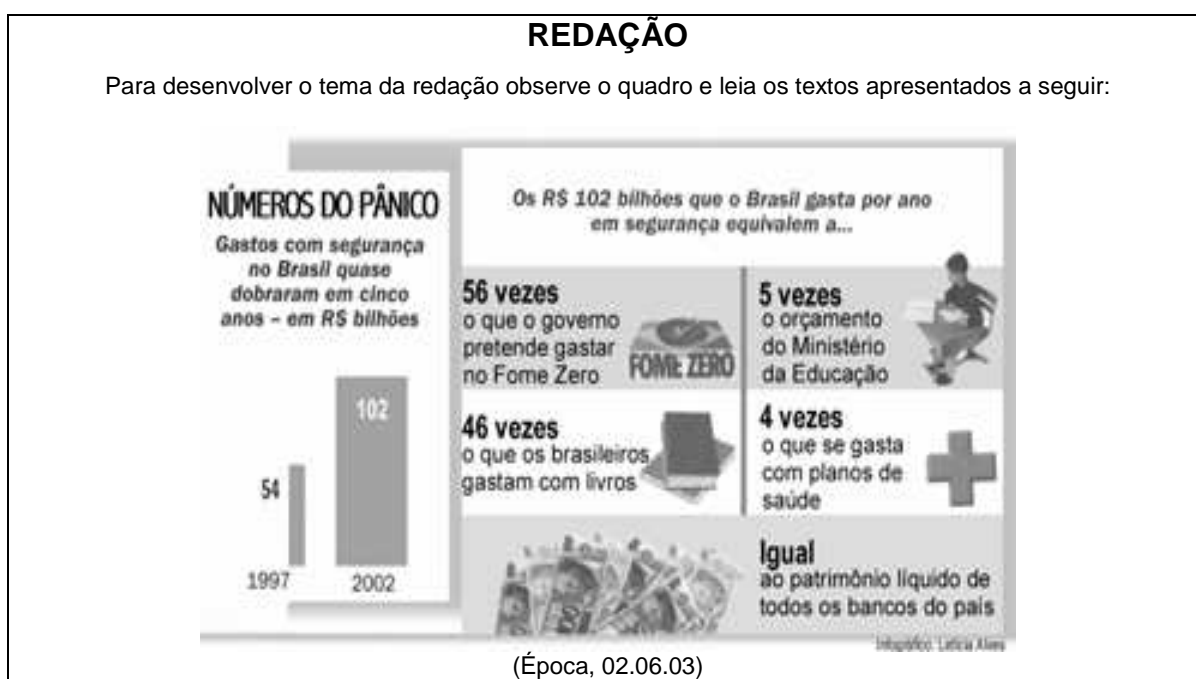 REDAÇÃO
Para desenvolver o tema da redação observe o quadro e leia os textos apresentados a seguir:
NÚMEROS DO PÂNICO
Gastos com segurança
no Brasil quase
dobraram em cinco
anos – em R$ bilhões
54
102
1997
2002
Os R$ 102 bilhões que o Brasil gasta por ano
em segurança equivalem a...
56 vezes
o que o governo
pretende gastar
no Fome Zero
FOME ZERO
5 vezes
o orçamento
do Ministério
da Educação
46 vezes
o que os brasileiros
gastam com livros
4 vezes
o que se gasta
com planos de
saúde
Igual
ao patrimônio líquido de
todos os bancos do país
Infográfico: Letícia Alves
(Época, 02.06.03)